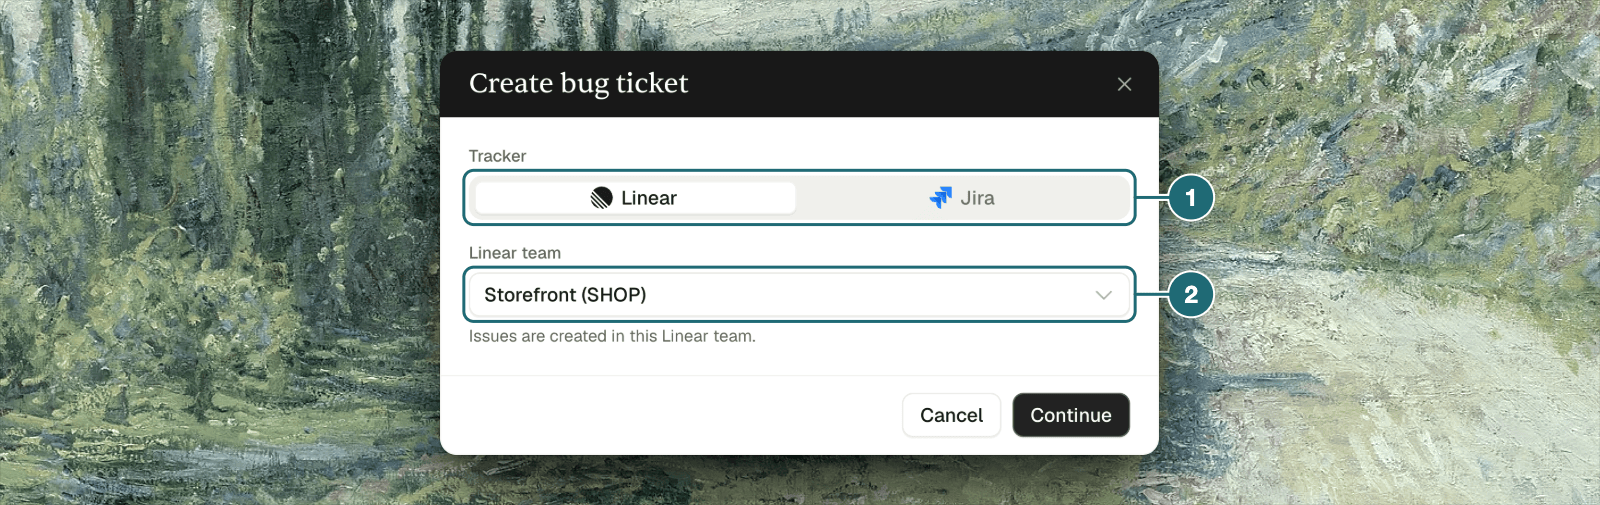 Create bug ticket
Tracker
Linear
Jira
1
Linear team
Storefront (SHOP)
2
Issues are created in this Linear team.
Cancel
Continue